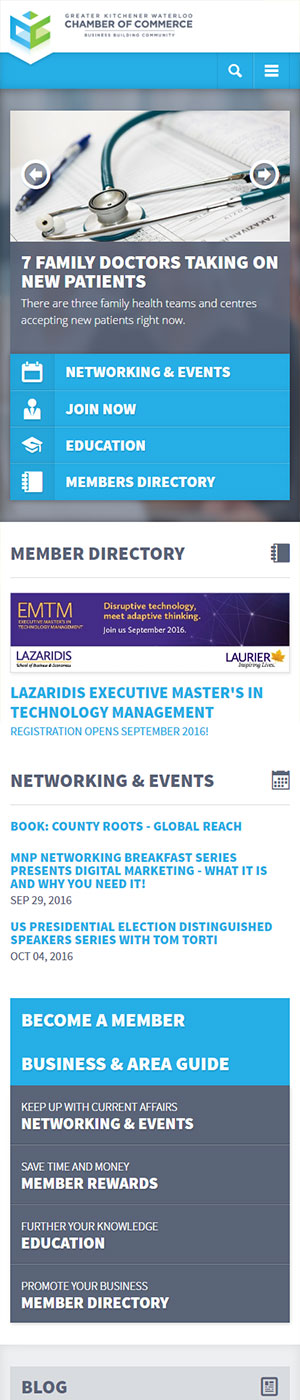 GREATER KITCHENER WATERLOO
CHAMBER OF COMMERCE
BUSINESS BUILDING COMMUNITY
7 FAMILY DOCTORS TAKING ON
NEW PATIENTS
There are three family health teams and centres
accepting new patients right now.
NETWORKING & EVENTS
JOIN NOW
EDUCATION
MEMBERS DIRECTORY
MEMBER DIRECTORY
EMTM
EXECUTIVE MASTER'S IN
TECHNOLOGY MANAGEMENT
Disruptive technology,
meet adaptive thinking.
Join us September 2016.
LAZARIDIS
School of Business & Economics
LAURIER
Inspiring Lives.
LAZARIDIS EXECUTIVE MASTER'S IN
TECHNOLOGY MANAGEMENT
REGISTRATION OPENS SEPTEMBER 2016!
NETWORKING & EVENTS
BOOK: COUNTY ROOTS - GLOBAL REACH
MNP NETWORKING BREAKFAST SERIES
PRESENTS DIGITAL MARKETING - WHAT IT IS
AND WHY YOU NEED IT!
SEP 29, 2016
US PRESIDENTIAL ELECTION DISTINGUISHED
SPEAKERS SERIES WITH TOM TORTI
OCT 04, 2016
BECOME A MEMBER
BUSINESS & AREA GUIDE
KEEP UP WITH CURRENT AFFAIRS
NETWORKING & EVENTS
SAVE TIME AND MONEY
MEMBER REWARDS
FURTHER YOUR KNOWLEDGE
EDUCATION
PROMOTE YOUR BUSINESS
MEMBER DIRECTORY
BLOG